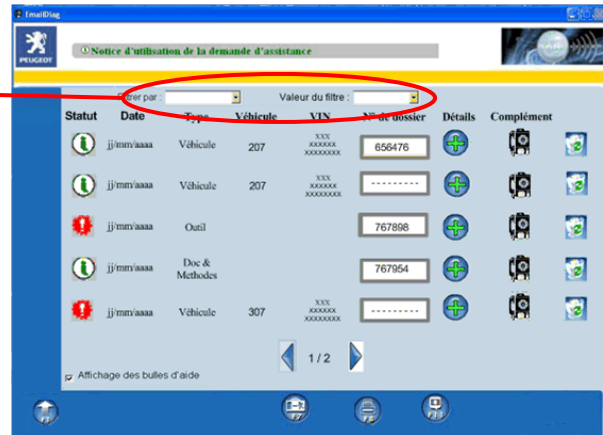 EmailDiag
PEUGEOT
Notice d'utilisation de la demande d'assistance
Filtrer par : Valeur du filtre :
Statut Date Type Véhicule VIN N° de dossier Détails Complément
jj/mm/aaaa Véhicule 207 xxx xxxxxx xxxxxxxx 656476
jj/mm/aaaa Véhicule 207 xxx xxxxxx xxxxxxxx ---------
jj/mm/aaaa Outil 767898
jj/mm/aaaa Doc & Methodes 767954
jj/mm/aaaa Véhicule 307 xxx xxxxxx xxxxxxxx ---------
1 / 2
Affichage des bulles d'aide